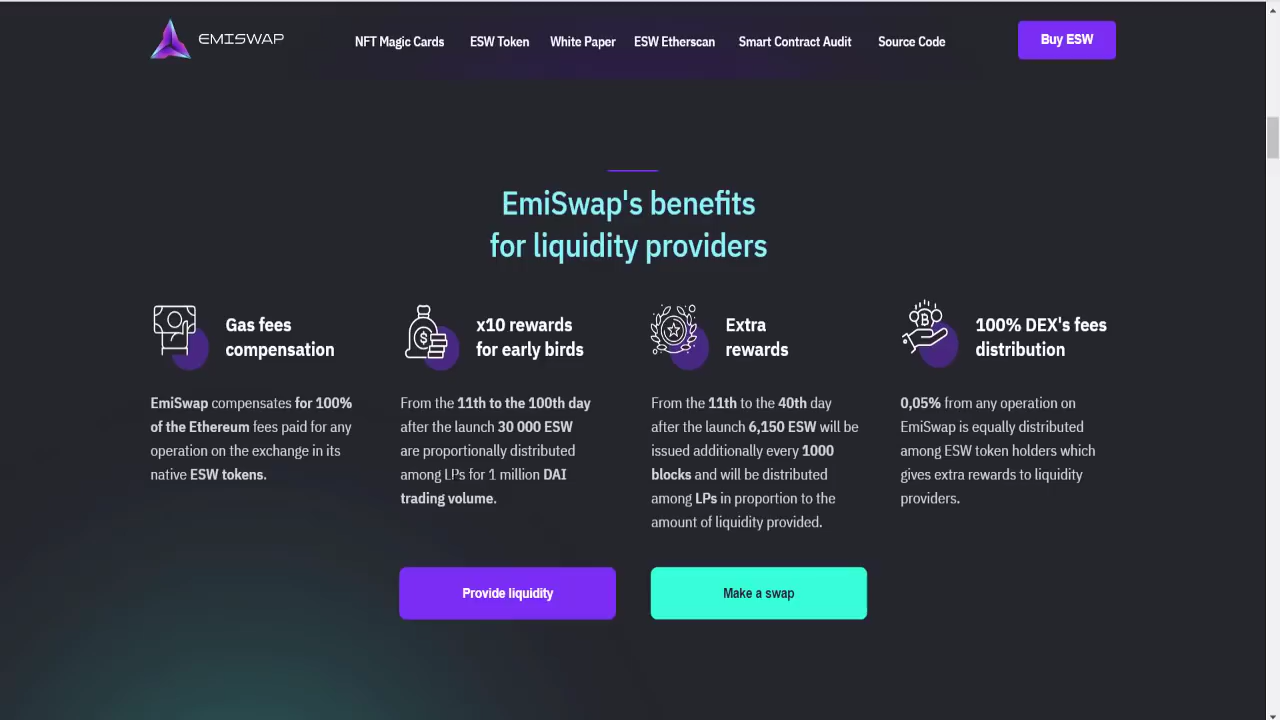 EMISWAP
NFT Magic Cards ESW Token White Paper ESW Etherscan Smart Contract Audit Source Code Buy ESW
EmiSwap's benefits
for liquidity providers
Gas fees
compensation
EmiSwap compensates for 100%
of the Ethereum fees paid for any
operation on the exchange in its
native ESW tokens.
x10 rewards
for early birds
From the 11th to the 100th day
after the launch 30 000 ESW
are proportionally distributed
among LPs for 1 million DAI
trading volume.
Extra
rewards
From the 11th to the 40th day
after the launch 6,150 ESW will be
issued additionally every 1000
blocks and will be distributed
among LPs in proportion to the
amount of liquidity provided.
100% DEX's fees
distribution
0,05% from any operation on
EmiSwap is equally distributed
among ESW token holders which
gives extra rewards to liquidity
providers.
Provide liquidity
Make a swap